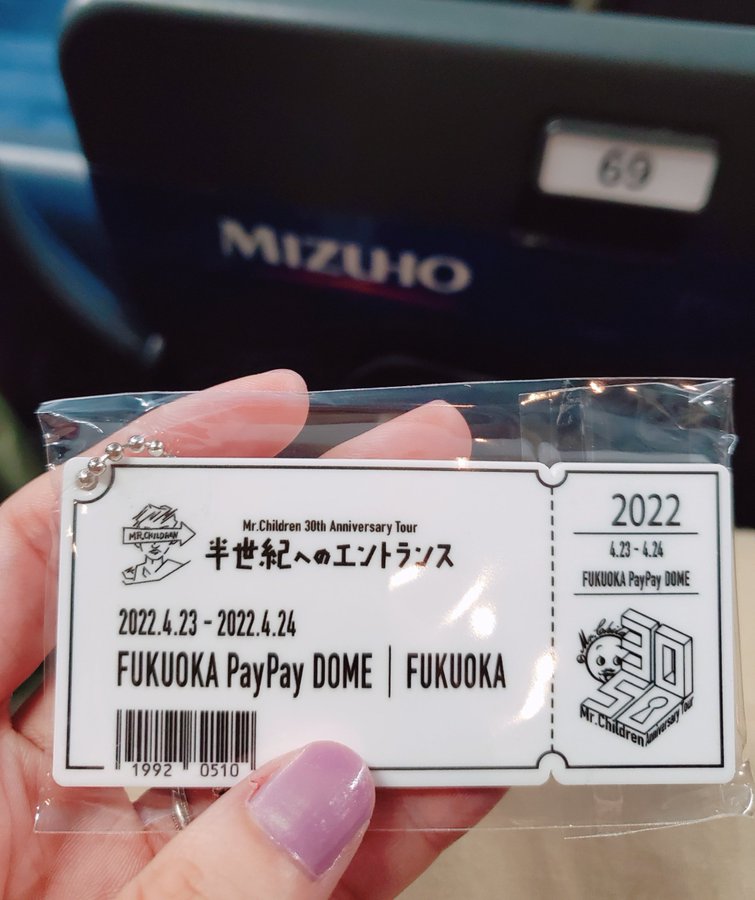 69
MIZUHO
MR.CHILDREN
Mr.Children 30th Anniversary Tour
半世紀へのエントランス
2022.4.23 - 2022.4.24
FUKUOKA PayPay DOME | FUKUOKA
1992 0510
2022
4.23 - 4.24
FUKUOKA PayPay DOME
30
50
Mr.Children Anniversary Tour